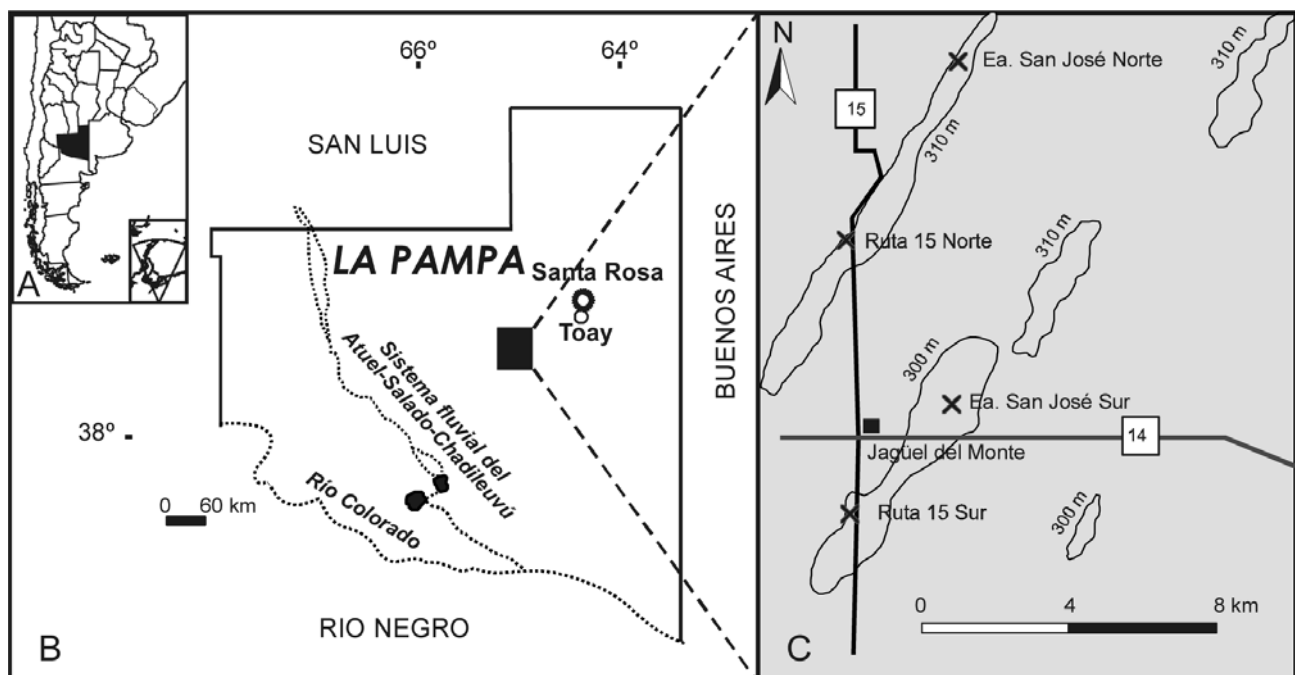 A
66º
64º
SAN LUIS
LA PAMPA
Santa Rosa
Toay
BUENOS AIRES
Sistema fluvial del
Atuel-Salado-Chadileuvú
38º
0 60 km
Río Colorado
RIO NEGRO
B
N
Ea. San José Norte
310 m
15
310 m
Ruta 15 Norte
310 m
300 m
Ea. San José Sur
14
Jagüel del Monte
Ruta 15 Sur
300 m
0 4 8 km
C